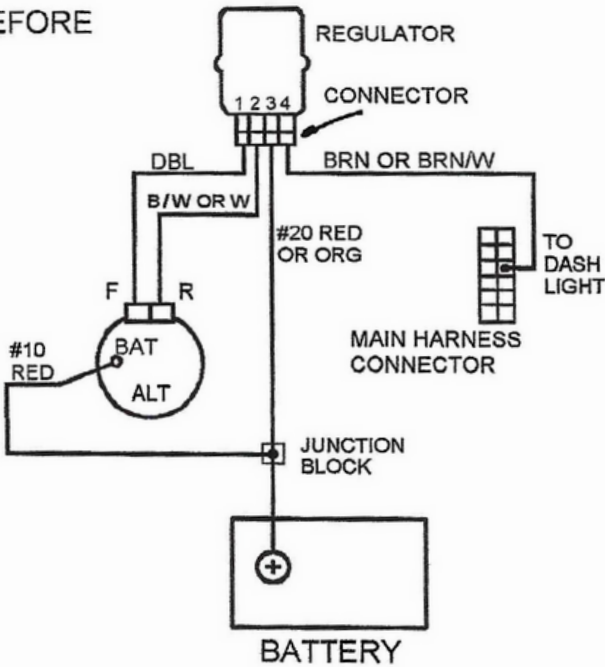 EFORE
REGULATOR
1 2 3 4
CONNECTOR
DBL
BRN OR BRN/W
B/W OR W
#20 RED
OR ORG
TO
DASH
LIGHT
F R
#10
RED
BAT
ALT
MAIN HARNESS
CONNECTOR
JUNCTION
BLOCK
+
BATTERY